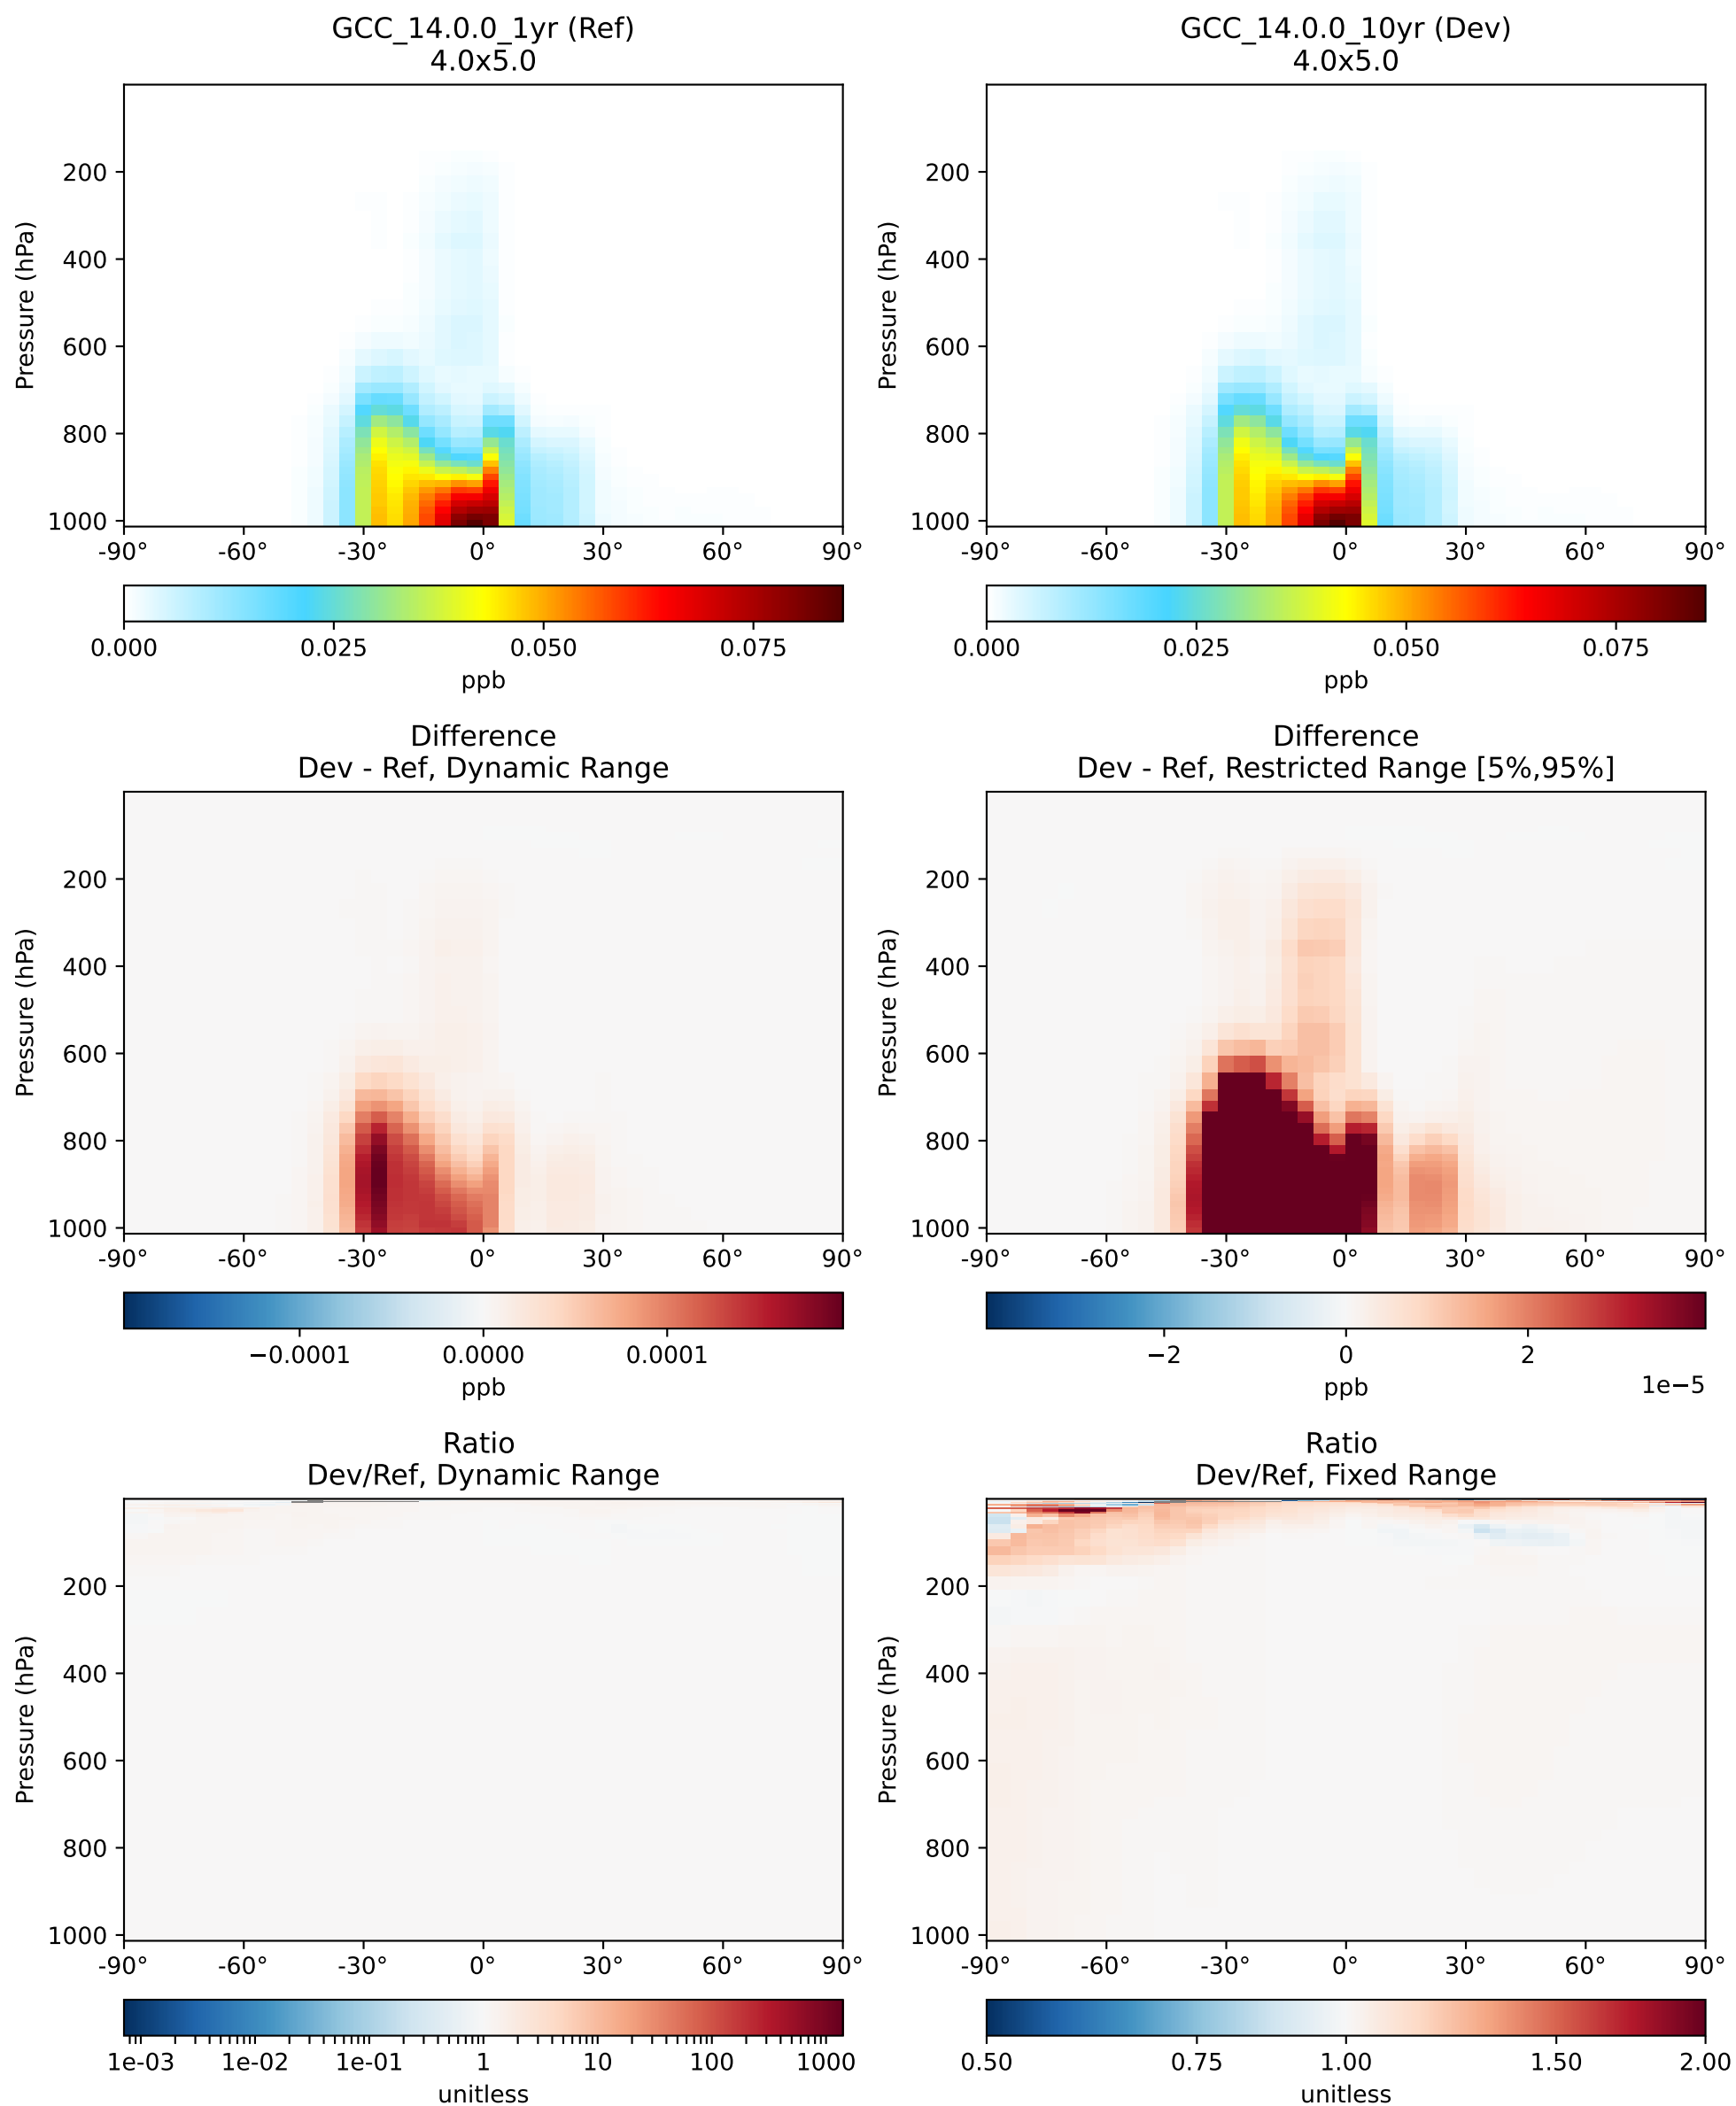 GCC_14.0.0_1yr (Ref)
4.0x5.0
Pressure (hPa)
200
400
600
800
1000
-90° -60° -30° 0° 30° 60° 90°
0.000 0.025 0.050 0.075
ppb
GCC_14.0.0_10yr (Dev)
4.0x5.0
Pressure (hPa)
200
400
600
800
1000
-90° -60° -30° 0° 30° 60° 90°
0.000 0.025 0.050 0.075
ppb
Difference
Dev - Ref, Dynamic Range
Pressure (hPa)
200
400
600
800
1000
-90° -60° -30° 0° 30° 60° 90°
−0.0001 0.0000 0.0001
ppb
Difference
Dev - Ref, Restricted Range [5%,95%]
Pressure (hPa)
200
400
600
800
1000
-90° -60° -30° 0° 30° 60° 90°
−2 0 2
1e−5
ppb
Ratio
Dev/Ref, Dynamic Range
Pressure (hPa)
200
400
600
800
1000
-90° -60° -30° 0° 30° 60° 90°
1e-03 1e-02 1e-01 1 10 100 1000
unitless
Ratio
Dev/Ref, Fixed Range
Pressure (hPa)
200
400
600
800
1000
-90° -60° -30° 0° 30° 60° 90°
0.50 0.75 1.00 1.50 2.00
unitless